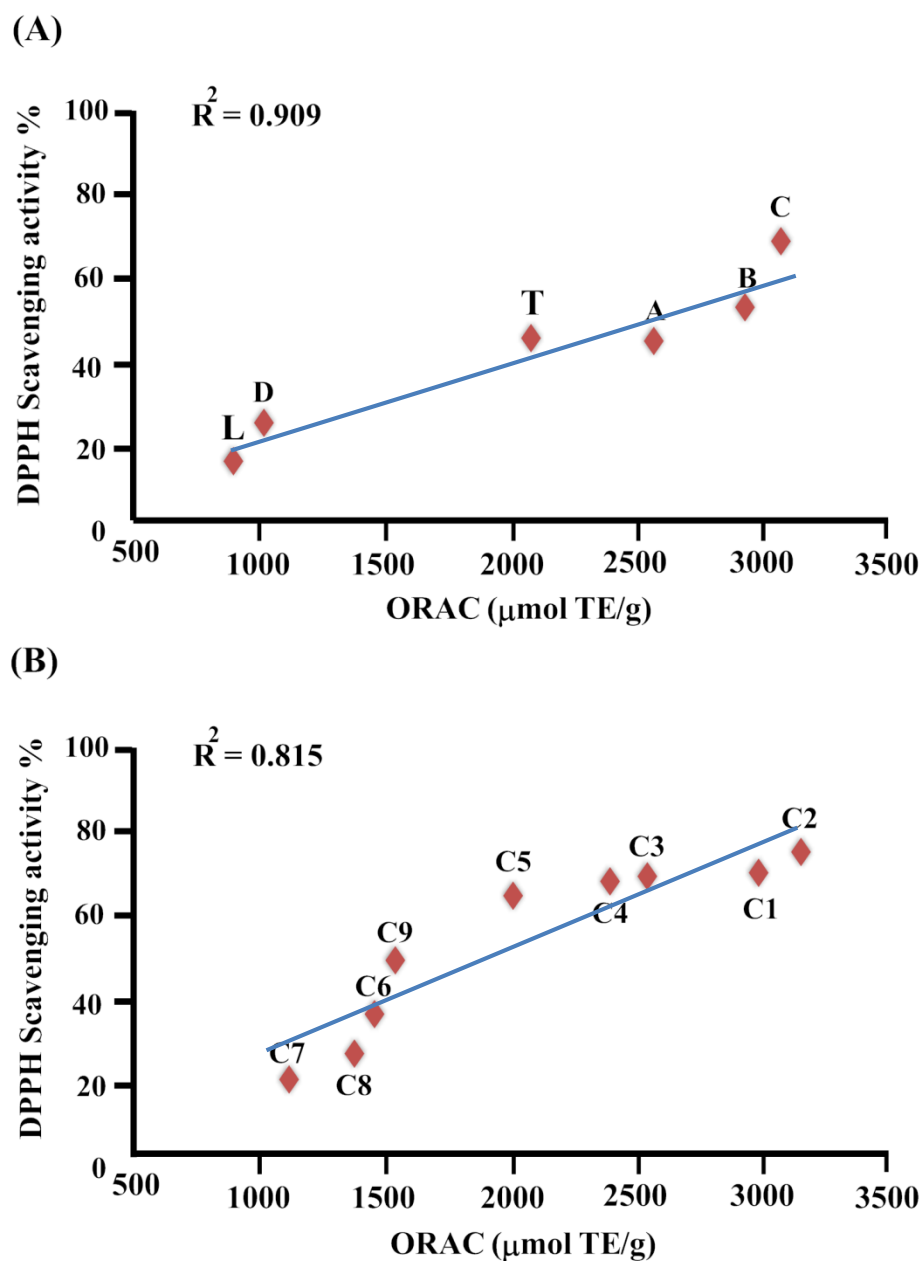 (A)
R² = 0.909
DPPH Scavenging activity %
100
80
60
40
20
0
C
B
T
A
D
L
500 1000 1500 2000 2500 3000 3500
ORAC (μmol TE/g)
(B)
R² = 0.815
DPPH Scavenging activity %
100
80
60
40
20
0
C2
C5 C3
C4 C1
C9
C6
C7
C8
500 1000 1500 2000 2500 3000 3500
ORAC (μmol TE/g)